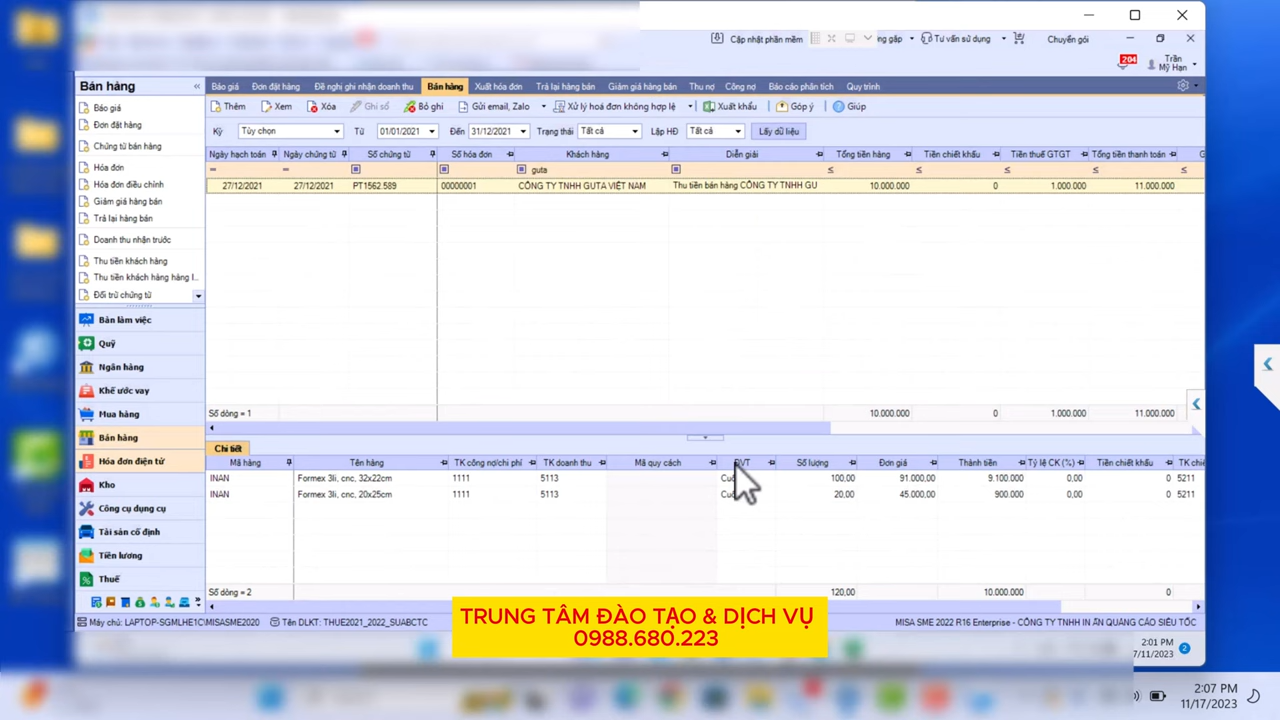 Cập nhật phần mềm
ng gặp
Tư vấn sử dụng
Chuyển gói
204
Trần
Mỹ Hạn
Bán hàng
Báo giá
Đơn đặt hàng
Đề nghị ghi nhận doanh thu
Bán hàng
Xuất hóa đơn
Trả lại hàng bán
Giảm giá hàng bán
Thu nợ
Công nợ
Báo cáo phân tích
Quy trình
Thêm
Xem
Xóa
Ghi sổ
Bỏ ghi
Gửi email, Zalo
Xử lý hoá đơn không hợp lệ
Xuất khẩu
Góp ý
Giúp
Kỳ
Tùy chọn
Từ
01/01/2021
Đến
31/12/2021
Trạng thái
Tất cả
Lập HĐ
Tất cả
Lấy dữ liệu
Báo giá
Đơn đặt hàng
Chứng từ bán hàng
Hóa đơn
Hóa đơn điều chỉnh
Giảm giá hàng bán
Trả lại hàng bán
Doanh thu nhận trước
Thu tiền khách hàng
Thu tiền khách hàng hàng l..
Đối trừ chứng từ
Bàn làm việc
Quỹ
Ngân hàng
Khế ước vay
Mua hàng
Bán hàng
Hóa đơn điện tử
Kho
Công cụ dụng cụ
Tài sản cố định
Tiền lương
Thuế
Ngày hạch toán Ngày chứng từ Số chứng từ Số hóa đơn Khách hàng Diễn giải Tổng tiền hàng Tiền chiết khấu Tiền thuế GTGT Tổng tiền thanh toán G
= = guta ≤ ≤ ≤ ≤
27/12/2021 27/12/2021 PT1562.589 00000001 CÔNG TY TNHH GUTA VIỆT NAM Thu tiền bán hàng CÔNG TY TNHH GU 10.000.000 0 1.000.000 11.000.000
Số dòng = 1 10.000.000 0 1.000.000 11.000.000
Chi tiết
Mã hàng Tên hàng TK công nợ/chi phí TK doanh thu Mã quy cách ĐVT Số lượng Đơn giá Thành tiền Tỷ lệ CK (%) Tiền chiết khấu TK chiế
INAN Formex 3li, cnc, 32x22cm 1111 5113 Cu 100,00 91.000,00 9.100.000 0,00 0 5211
INAN Formex 3li, cnc, 20x25cm 1111 5113 Cu 20,00 45.000,00 900.000 0,00 0 5211
Số dòng = 2 120,00 10.000.000 0
TRUNG TÂM ĐÀO TẠO & DỊCH VỤ
0988.680.223
Máy chủ: LAPTOP-SGMLHE1C\MISASME2020
Tên DLKT: THUE2021_2022_SUABCTC
MISA SME 2022 R16 Enterprise - CÔNG TY TNHH IN ẤN QUẢNG CÁO SIÊU TỐC
2:01 PM
7/11/2023
2
2:07 PM
11/17/2023